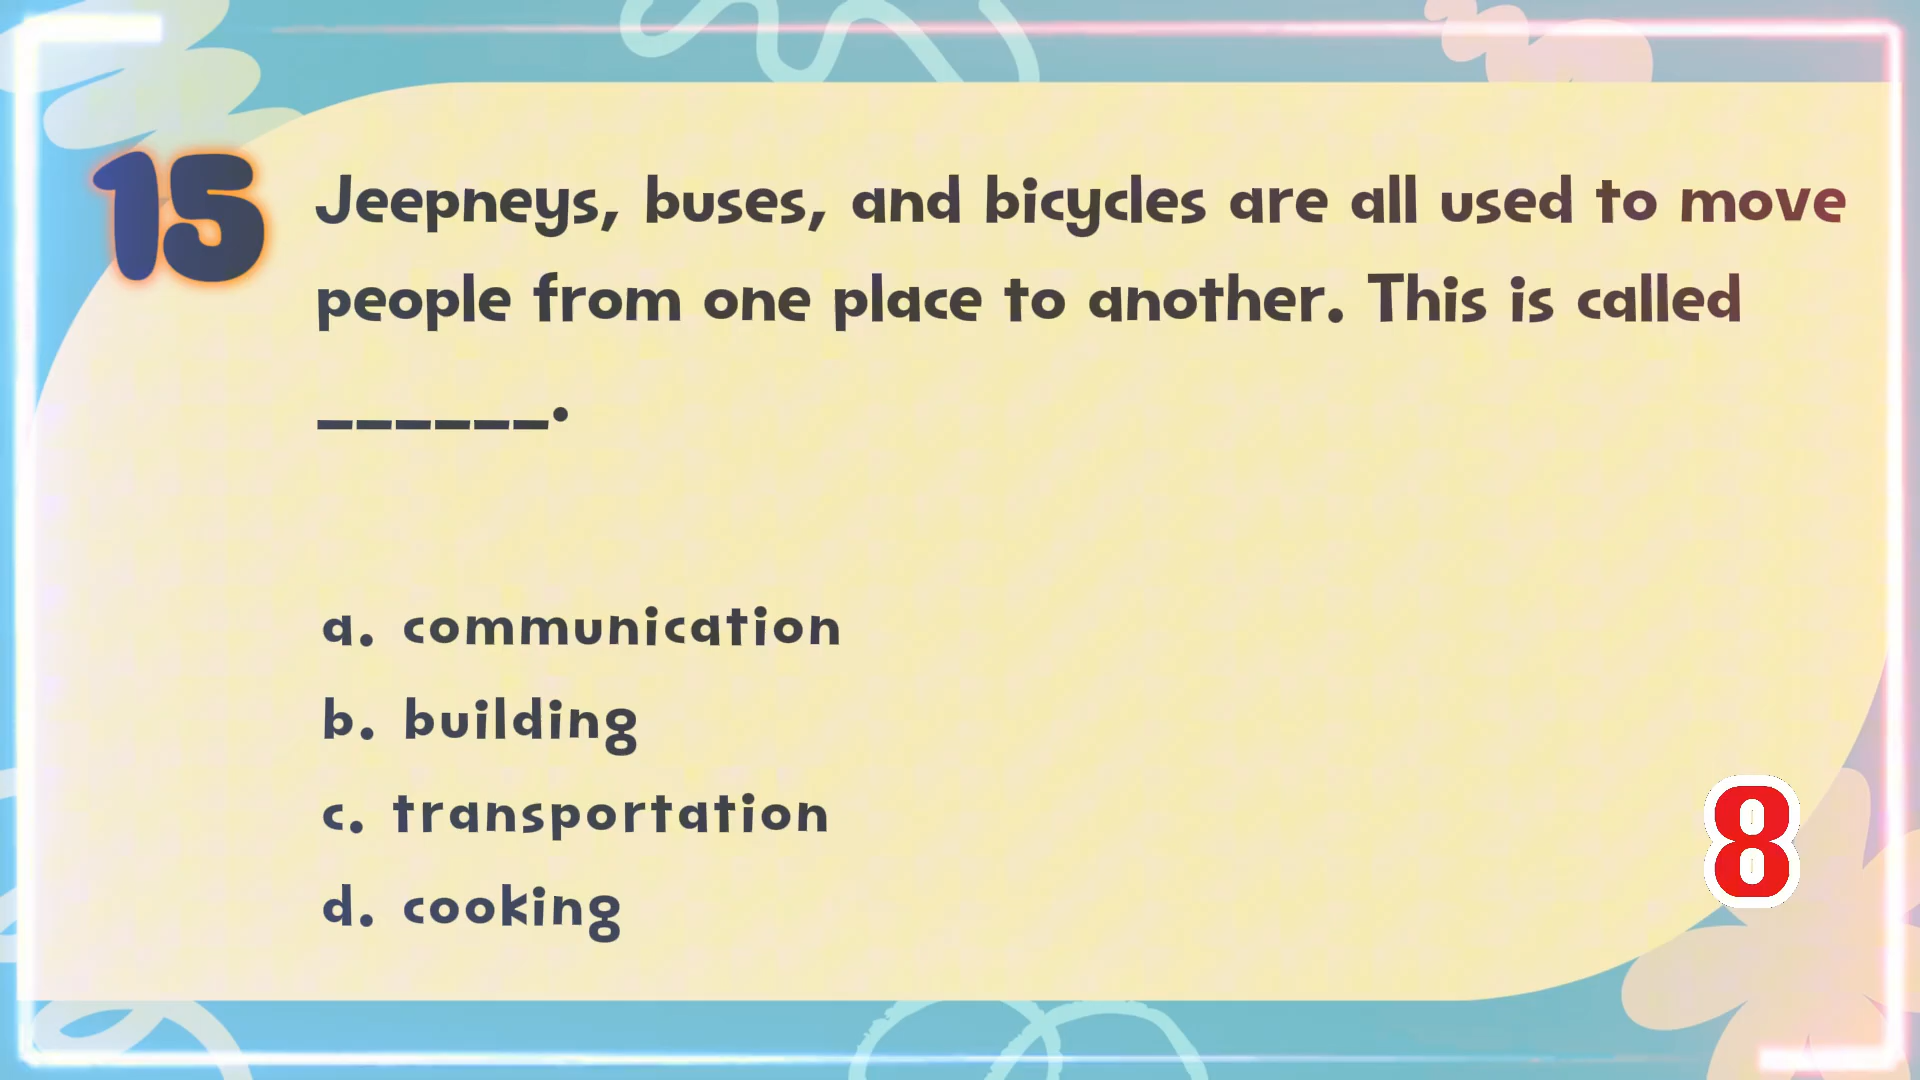 15
Jeepneys, buses, and bicycles are all used to move
people from one place to another. This is called
______.
a. communication
b. building
c. transportation
d. cooking
8